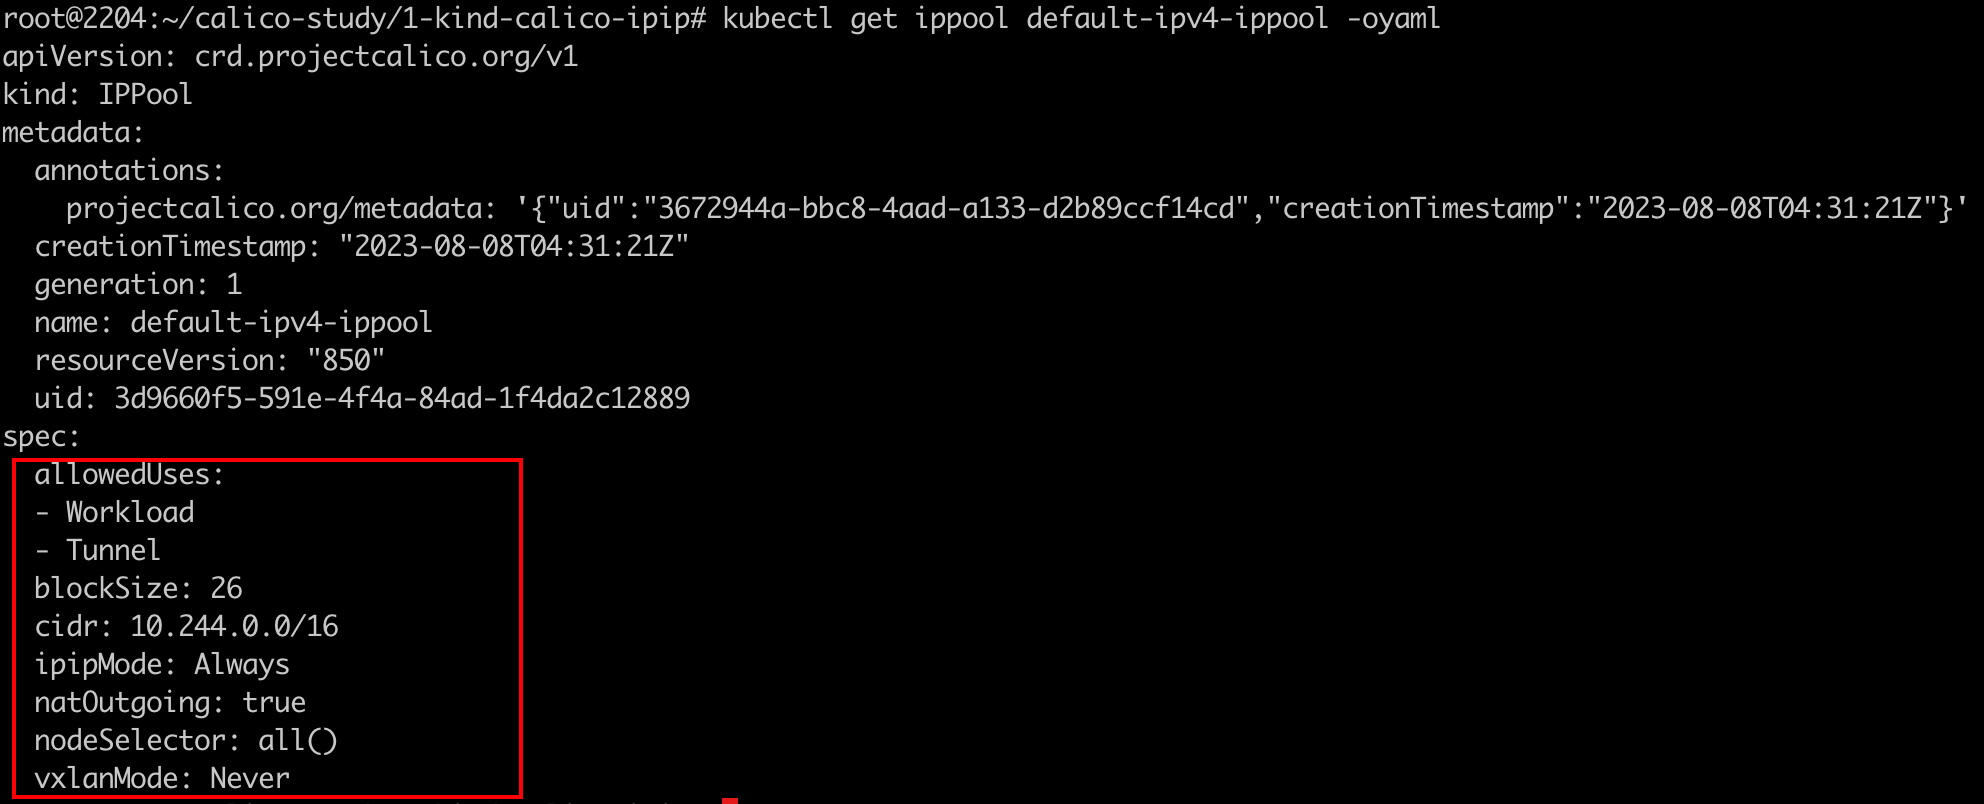 root@2204:~/calico-study/1-kind-calico-ipip# kubectl get ippool default-ipv4-ippool -oyaml
apiVersion: crd.projectcalico.org/v1
kind: IPPool
metadata:
  annotations:
    projectcalico.org/metadata: '{"uid":"3672944a-bbc8-4aad-a133-d2b89ccf14cd","creationTimestamp":"2023-08-08T04:31:21Z"}'
  creationTimestamp: "2023-08-08T04:31:21Z"
  generation: 1
  name: default-ipv4-ippool
  resourceVersion: "850"
  uid: 3d9660f5-591e-4f4a-84ad-1f4da2c12889
spec:
  allowedUses:
  - Workload
  - Tunnel
  blockSize: 26
  cidr: 10.244.0.0/16
  ipipMode: Always
  natOutgoing: true
  nodeSelector: all()
  vxlanMode: Never